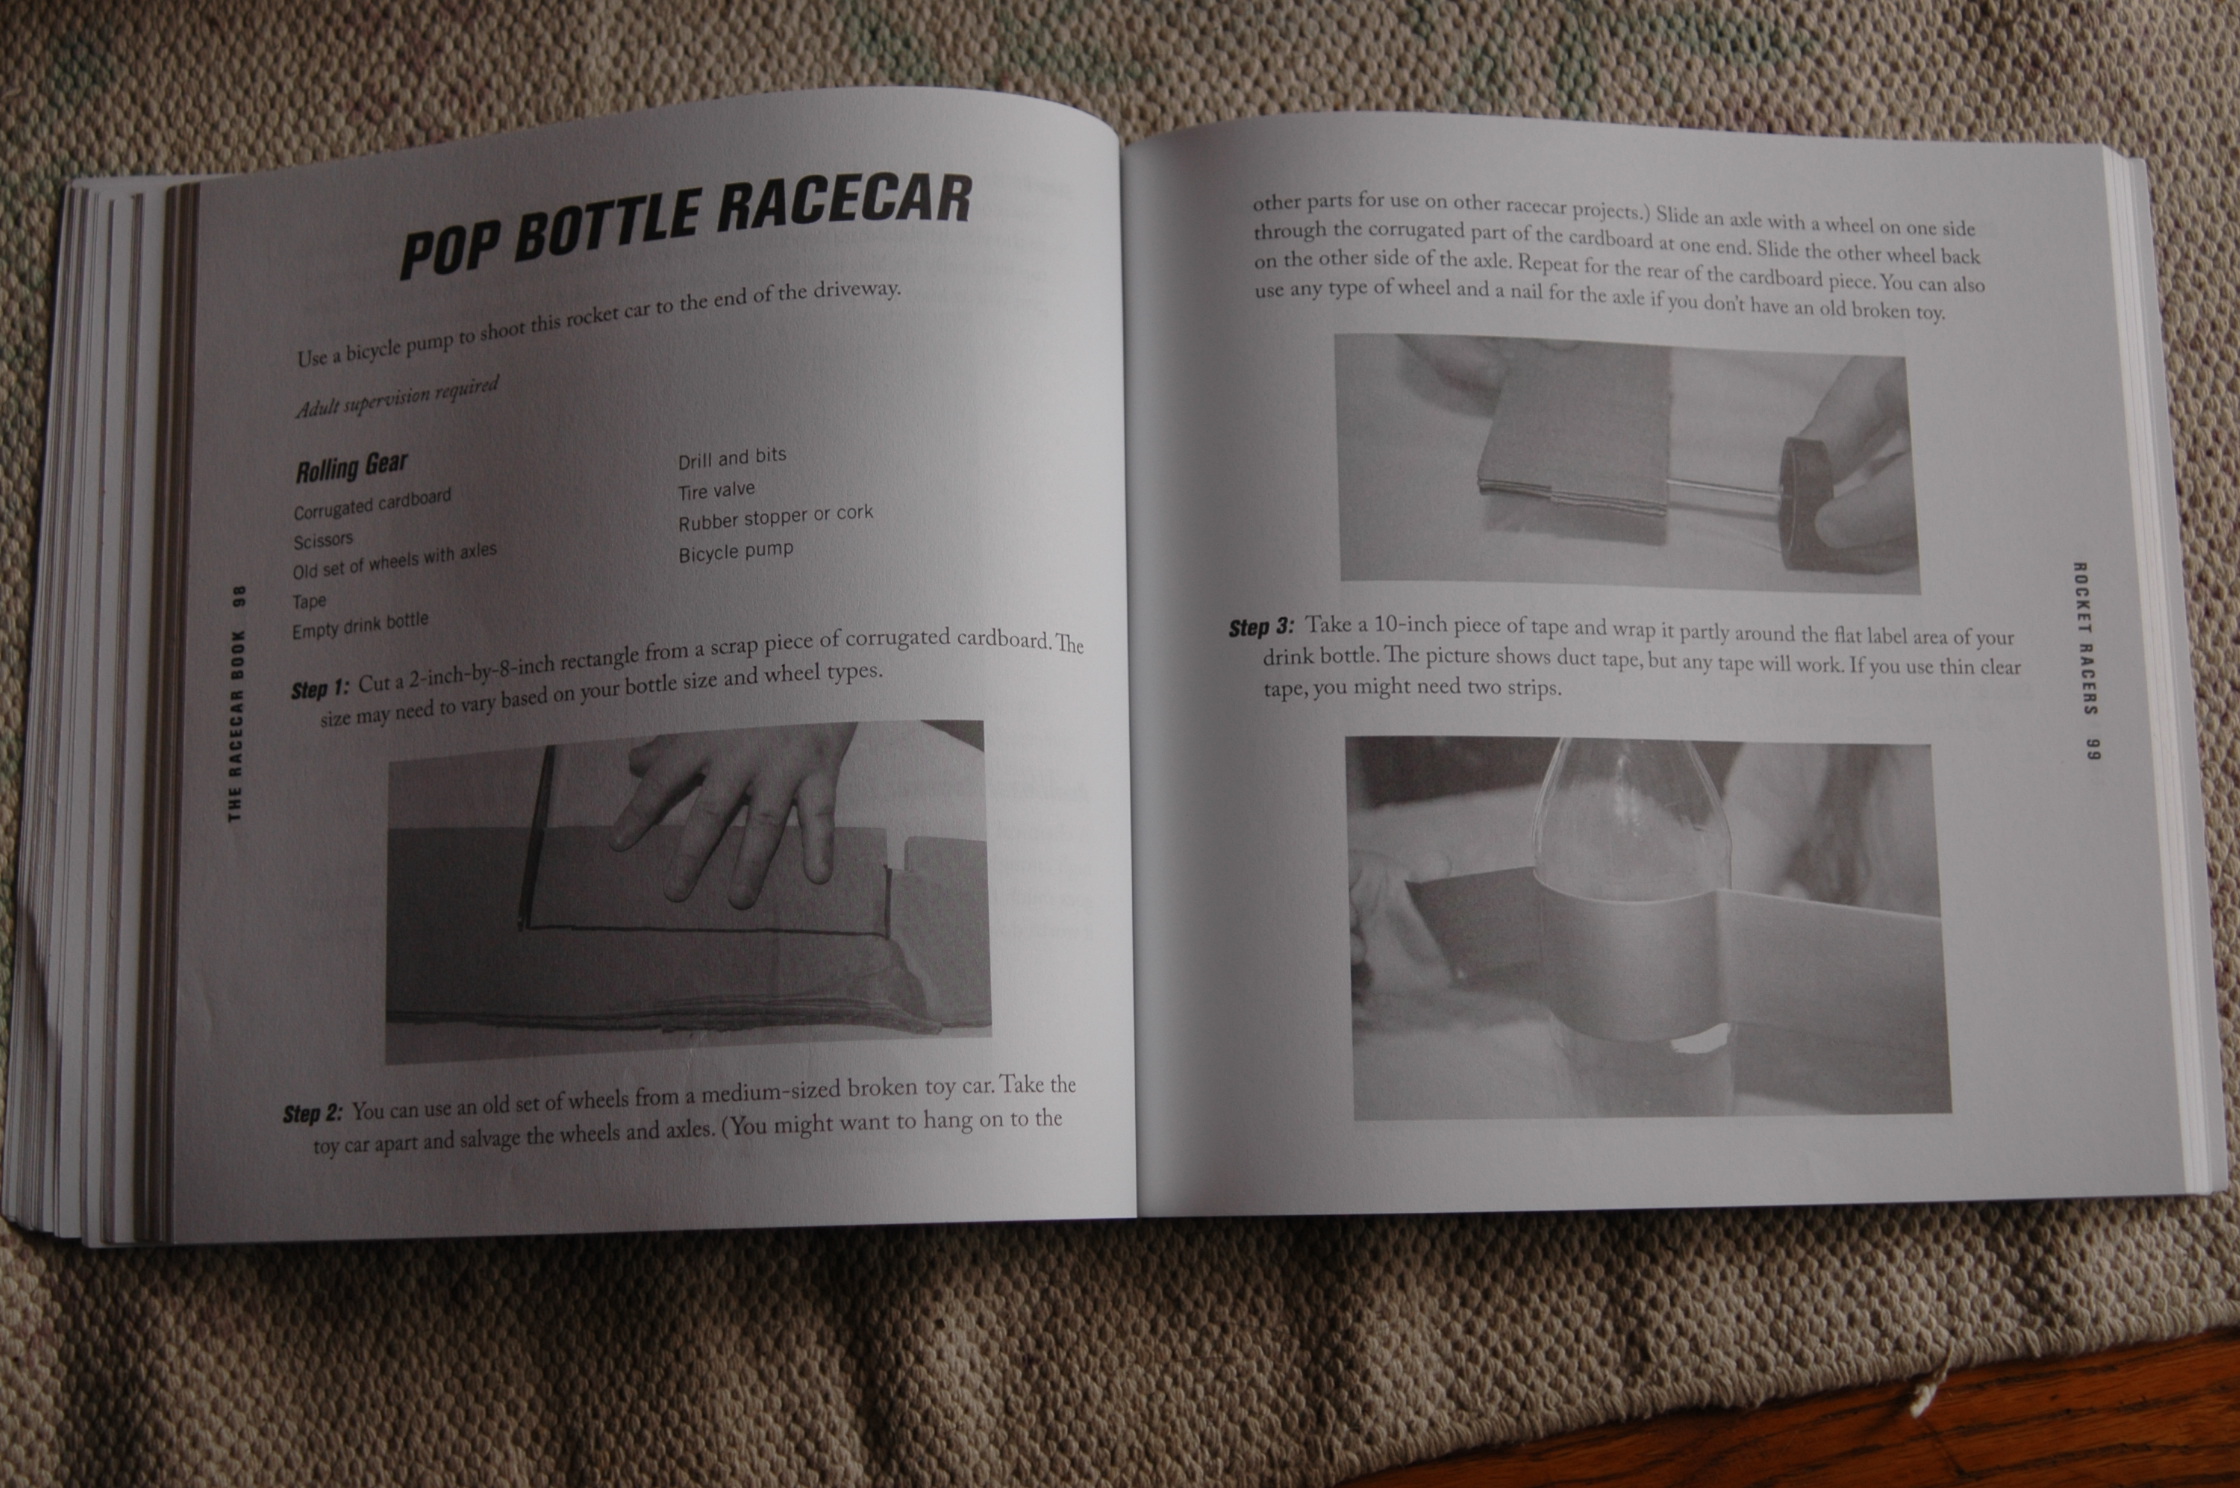 POP BOTTLE RACECAR
Use a bicycle pump to shoot this rocket car to the end of the driveway.
Adult supervision required
Rolling Gear
Corrugated cardboard
Scissors
Old set of wheels with axles
Tape
Empty drink bottle
Drill and bits
Tire valve
Rubber stopper or cork
Bicycle pump
Step 1: Cut a 2-inch-by-8-inch rectangle from a scrap piece of corrugated cardboard. The
size may need to vary based on your bottle size and wheel types.
Step 2: You can use an old set of wheels from a medium-sized broken toy car. Take the
toy car apart and salvage the wheels and axles. (You might want to hang on to the
THE RACECAR BOOK 98
other parts for use on other racecar projects.) Slide an axle with a wheel on one side
through the corrugated part of the cardboard at one end. Slide the other wheel back
on the other side of the axle. Repeat for the rear of the cardboard piece. You can also
use any type of wheel and a nail for the axle if you don't have an old broken toy.
Step 3: Take a 10-inch piece of tape and wrap it partly around the flat label area of your
drink bottle. The picture shows duct tape, but any tape will work. If you use thin clear
tape, you might need two strips.
ROCKET RACERS 99